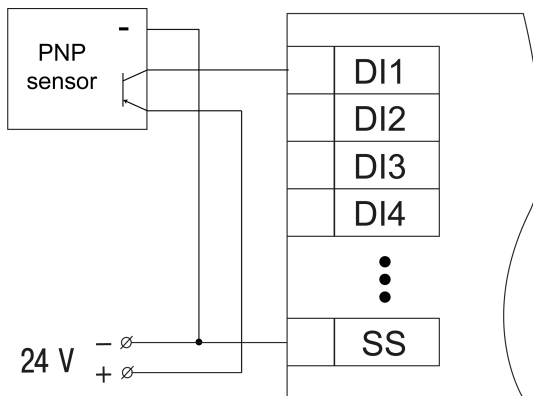 PNP
sensor
-
DI1
DI2
DI3
DI4
SS
24 V
−
+